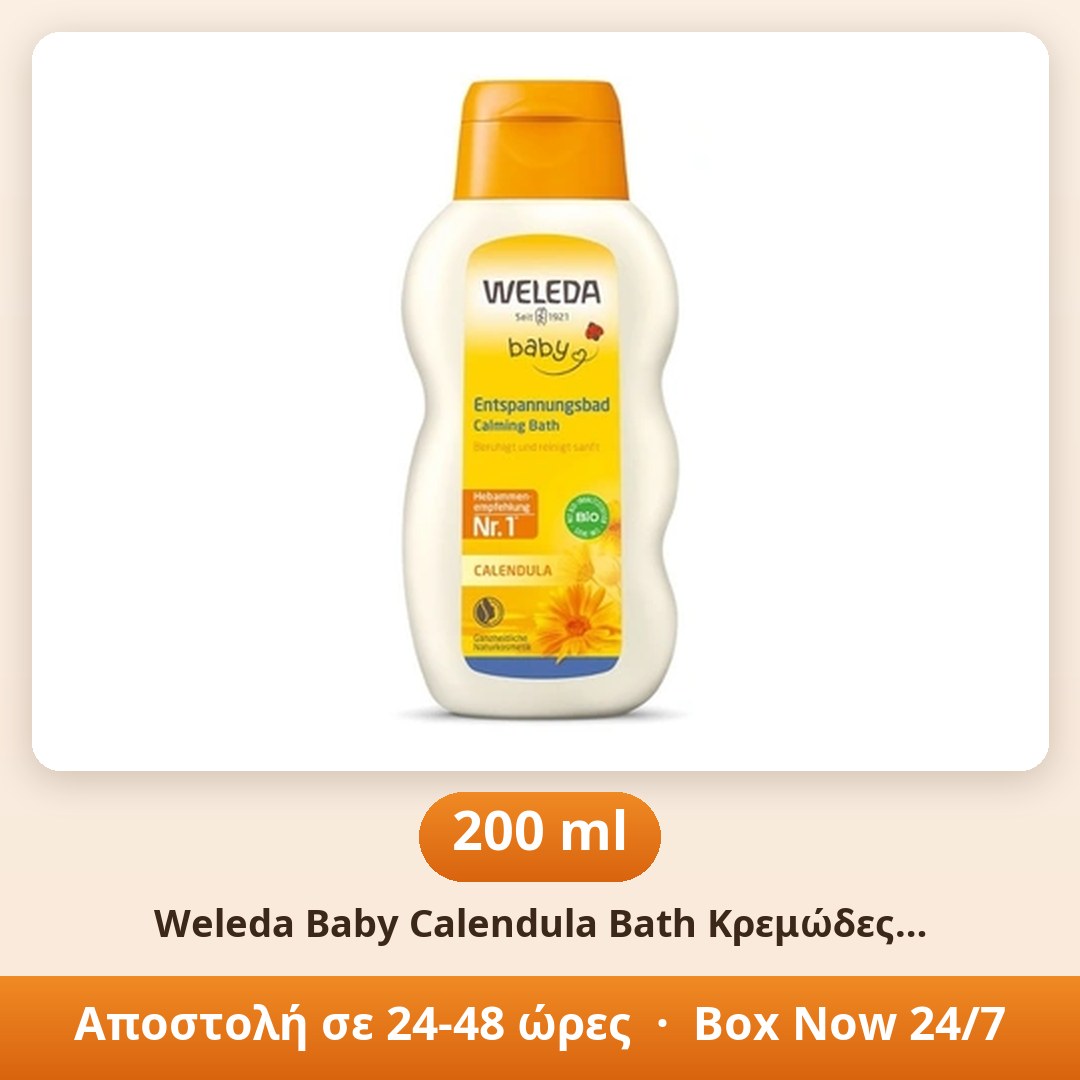 WELEDA
Seit 1921
baby
Entspannungsbad
Calming Bath
Beruhigt und reinigt sanft
Hebammen-
empfehlung
Nr. 1*
BIO
CALENDULA
Ganzheitliche
Naturkosmetik
200 ml
Weleda Baby Calendula Bath Κρεμώδες...
Αποστολή σε 24-48 ώρες · Box Now 24/7